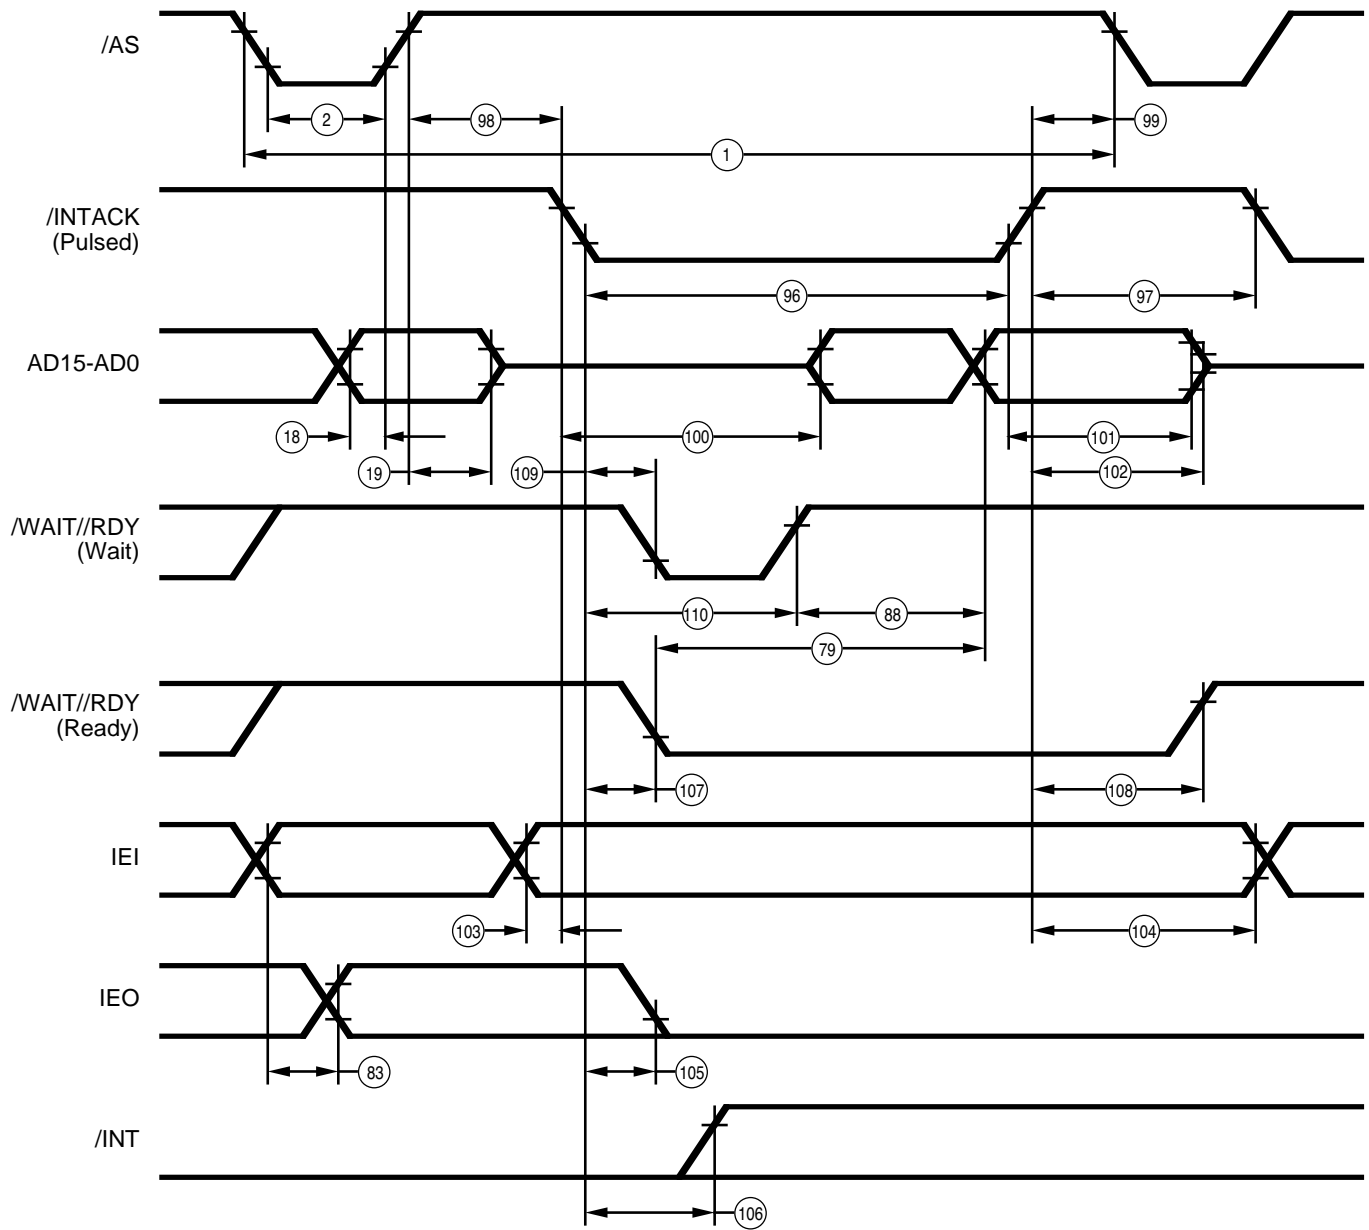 /AS
2
98
99
1
/INTACK
(Pulsed)
96
97
AD15-AD0
18
100
101
19
109
102
/WAIT//RDY
(Wait)
110
88
79
/WAIT//RDY
(Ready)
107
108
IEI
103
104
IEO
83
105
/INT
106